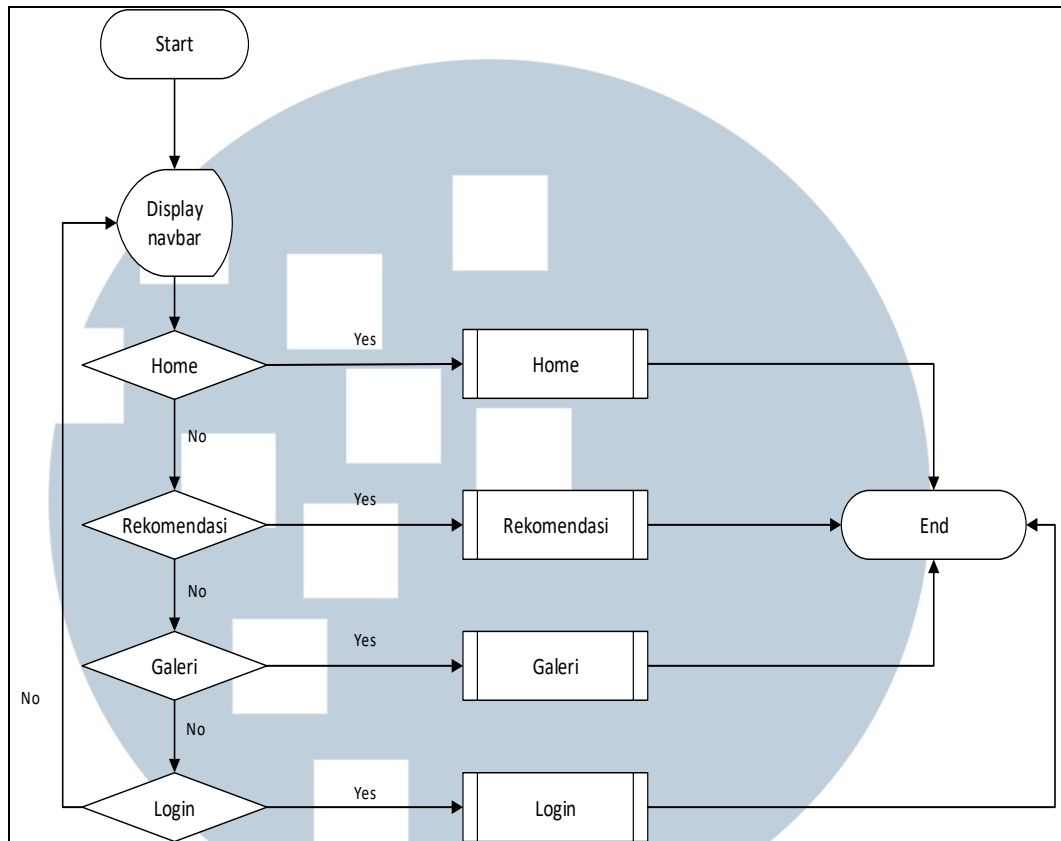 Start
Display
navbar
Home
Yes
Home
No
Rekomendasi
Yes
Rekomendasi
End
No
Galeri
Yes
Galeri
No
No
Login
Yes
Login